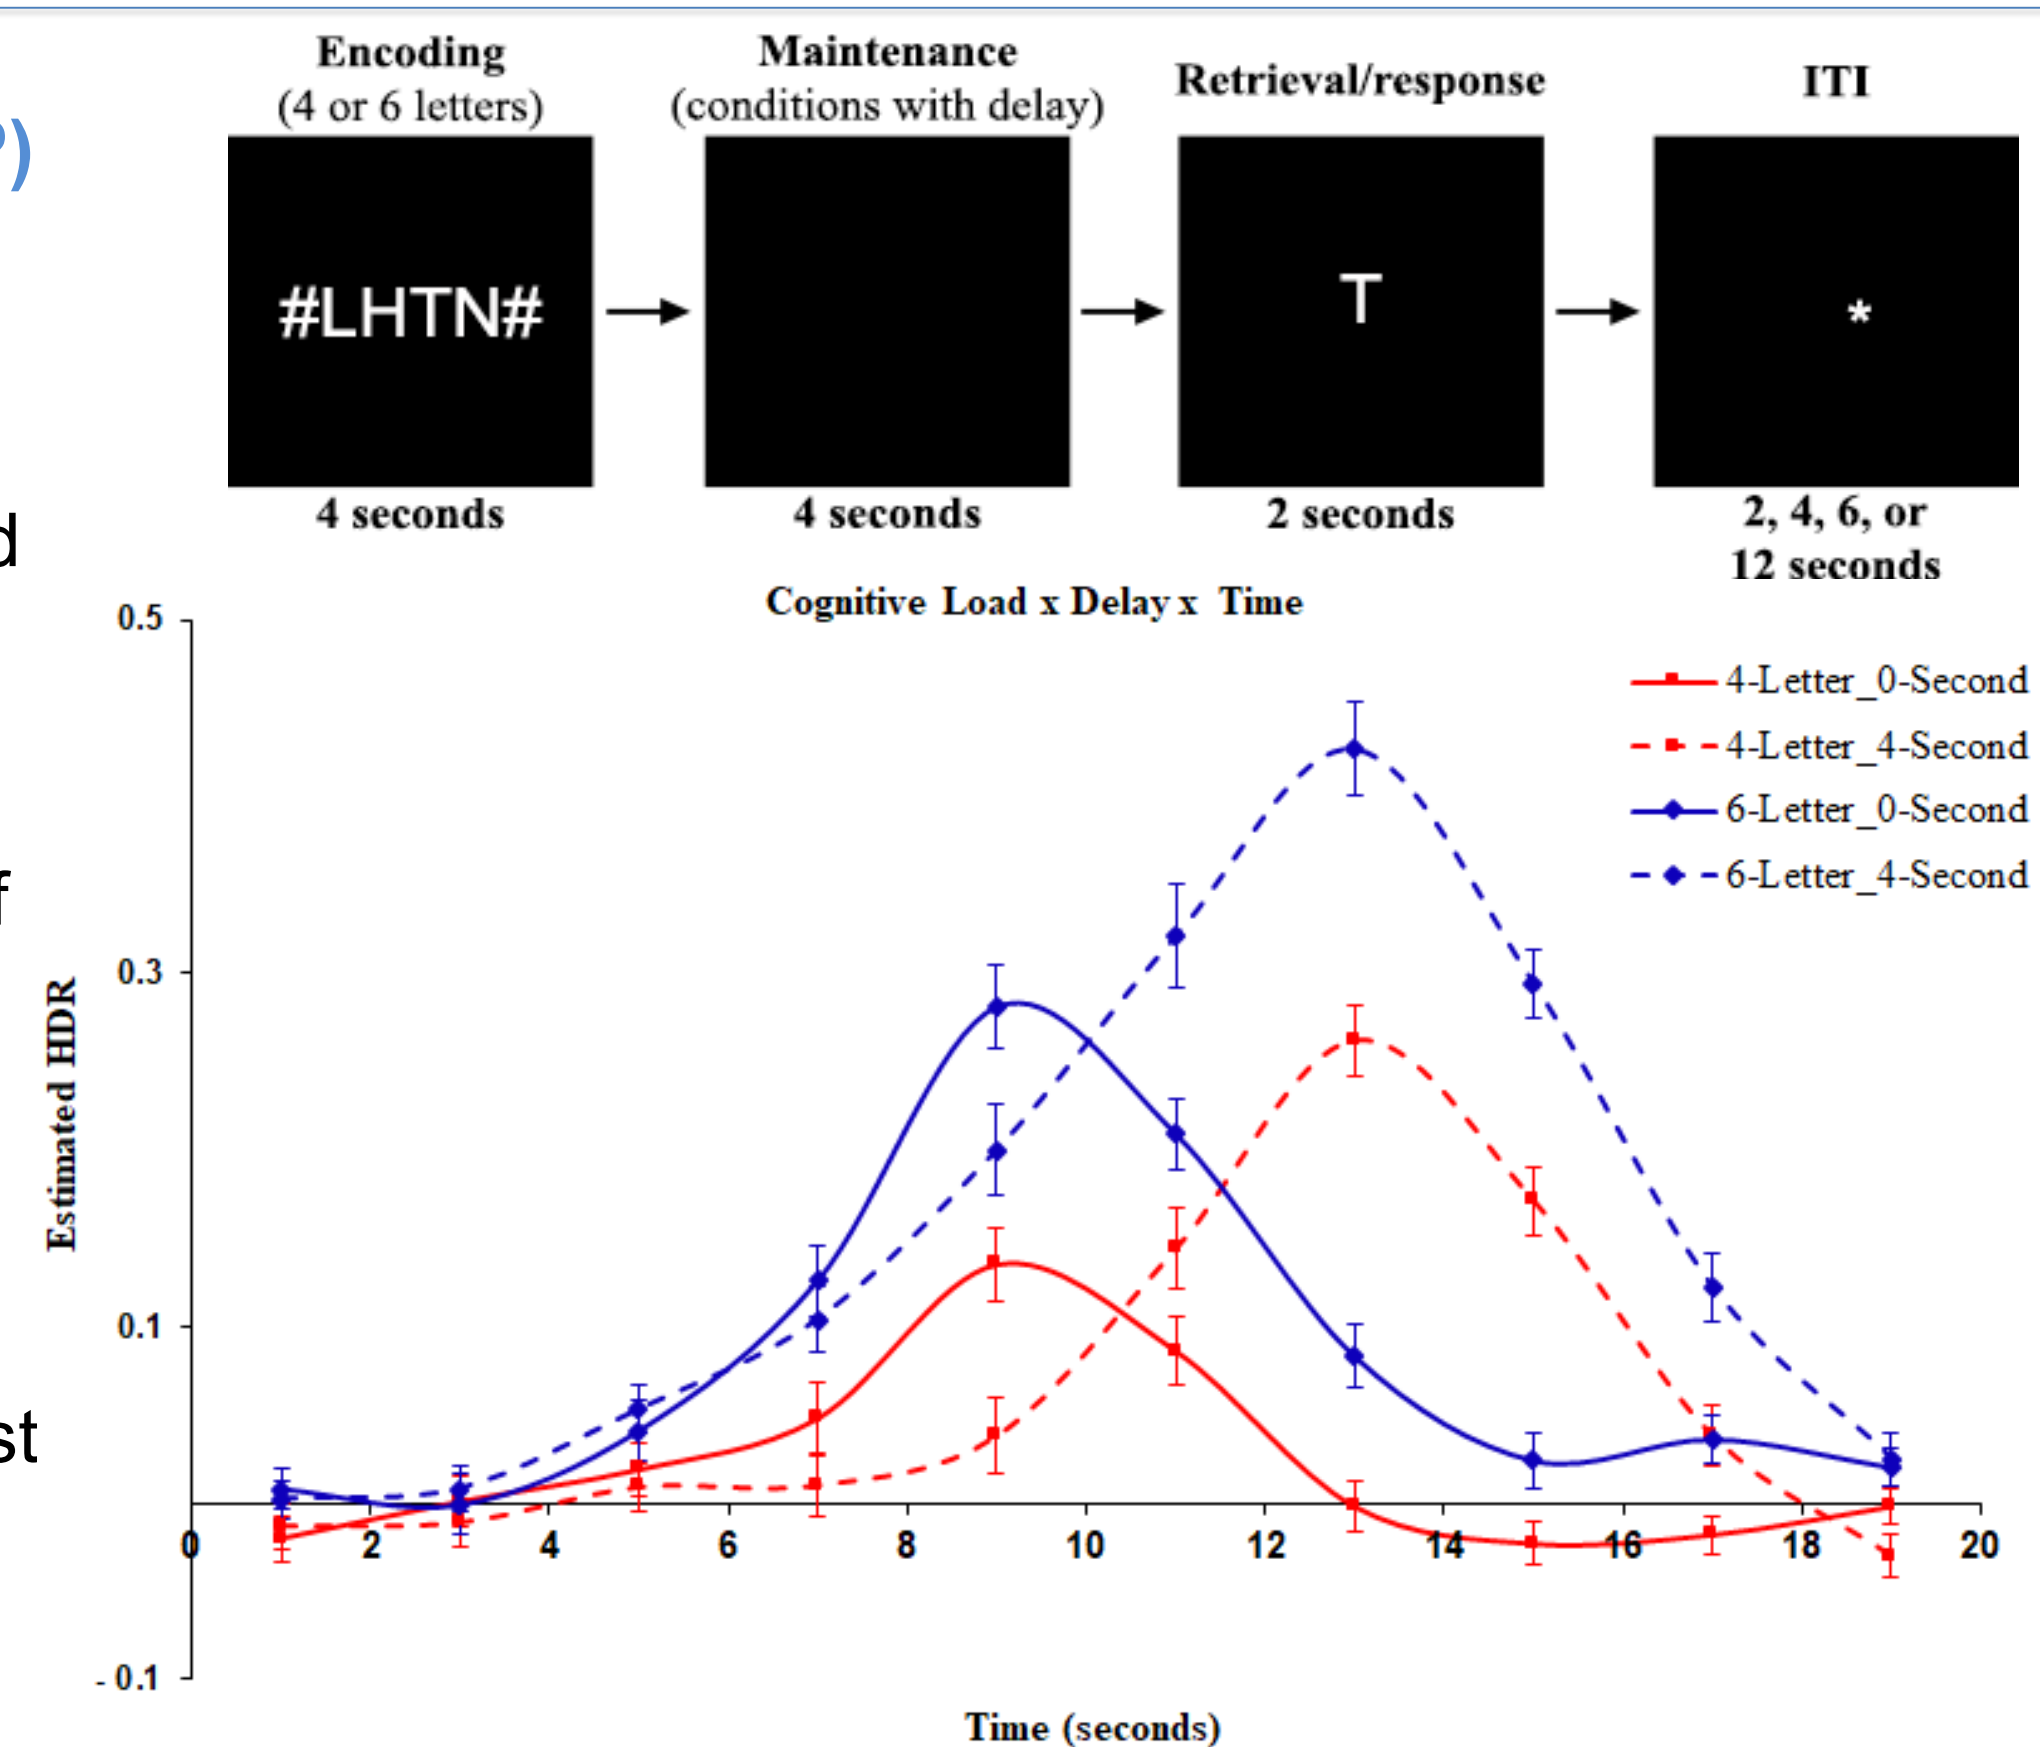 Encoding
(4 or 6 letters)
Maintenance
(conditions with delay)
Retrieval/response
ITI
#LHTN#
T
*
4 seconds
4 seconds
2 seconds
2, 4, 6, or
12 seconds
Cognitive Load x Delay x Time
0.5
0.3
0.1
- 0.1
Estimated HDR
4-Letter_0-Second
4-Letter_4-Second
6-Letter_0-Second
6-Letter_4-Second
0 2 4 6 8 10 12 14 16 18 20
Time (seconds)
)
d
f
st